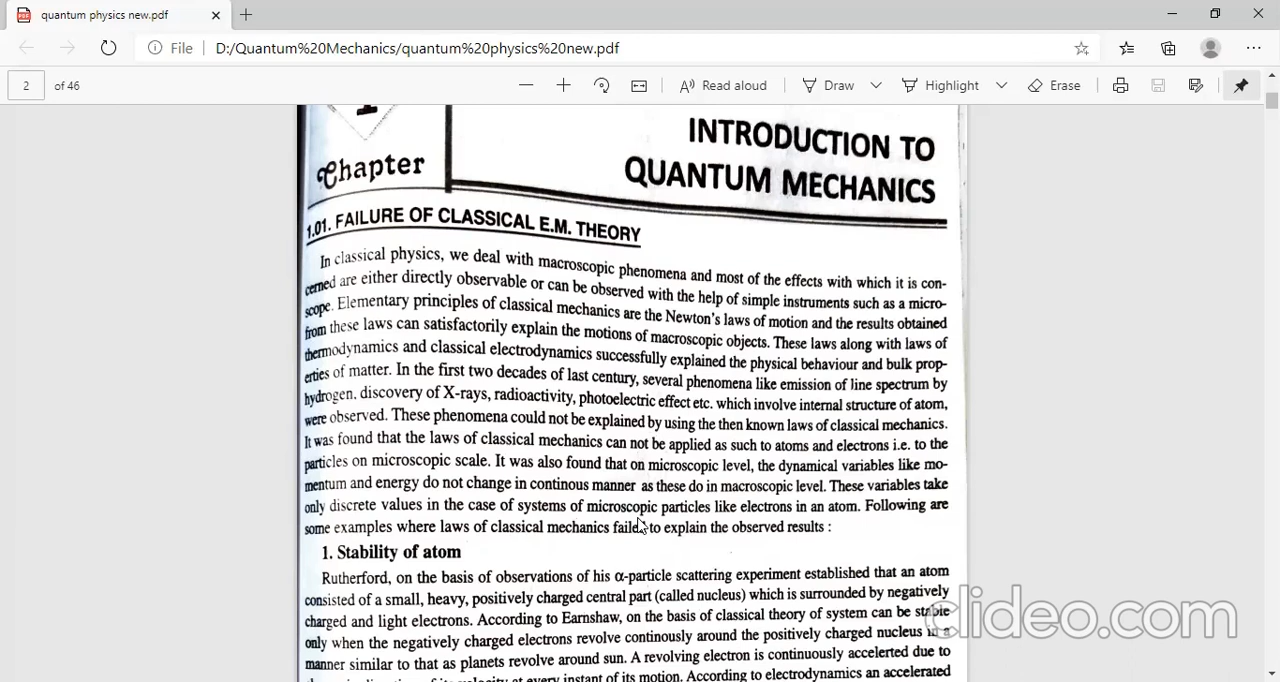 quantum physics new.pdf
File D:/Quantum%20Mechanics/quantum%20physics%20new.pdf
2 of 46 Read aloud Draw Highlight Erase
1
Chapter
INTRODUCTION TO
QUANTUM MECHANICS
1.01. FAILURE OF CLASSICAL E.M. THEORY
In classical physics, we deal with macroscopic phenomena and most of the effects with which it is con-
cerned are either directly observable or can be observed with the help of simple instruments such as a micro-
scope. Elementary principles of classical mechanics are the Newton's laws of motion and the results obtained
from these laws can satisfactorily explain the motions of macroscopic objects. These laws along with laws of
thermodynamics and classical electrodynamics successfully explained the physical behaviour and bulk prop-
erties of matter. In the first two decades of last century, several phenomena like emission of line spectrum by
hydrogen. discovery of X-rays, radioactivity, photoelectric effect etc. which involve internal structure of atom,
were observed. These phenomena could not be explained by using the then known laws of classical mechanics.
It was found that the laws of classical mechanics can not be applied as such to atoms and electrons i.e. to the
particles on microscopic scale. It was also found that on microscopic level, the dynamical variables like mo-
mentum and energy do not change in continous manner as these do in macroscopic level. These variables take
only discrete values in the case of systems of microscopic particles like electrons in an atom. Following are
some examples where laws of classical mechanics failed to explain the observed results :
1. Stability of atom
Rutherford, on the basis of observations of his α-particle scattering experiment established that an atom
consisted of a small, heavy, positively charged central part (called nucleus) which is surrounded by negatively
charged and light electrons. According to Earnshaw, on the basis of classical theory of system can be stable
only when the negatively charged electrons revolve continously around the positively charged nucleus in a
manner similar to that as planets revolve around sun. A revolving electron is continuously accelerted due to
of its velocity at every instant of its motion. According to electrodynamics an accelerated
clideo.com